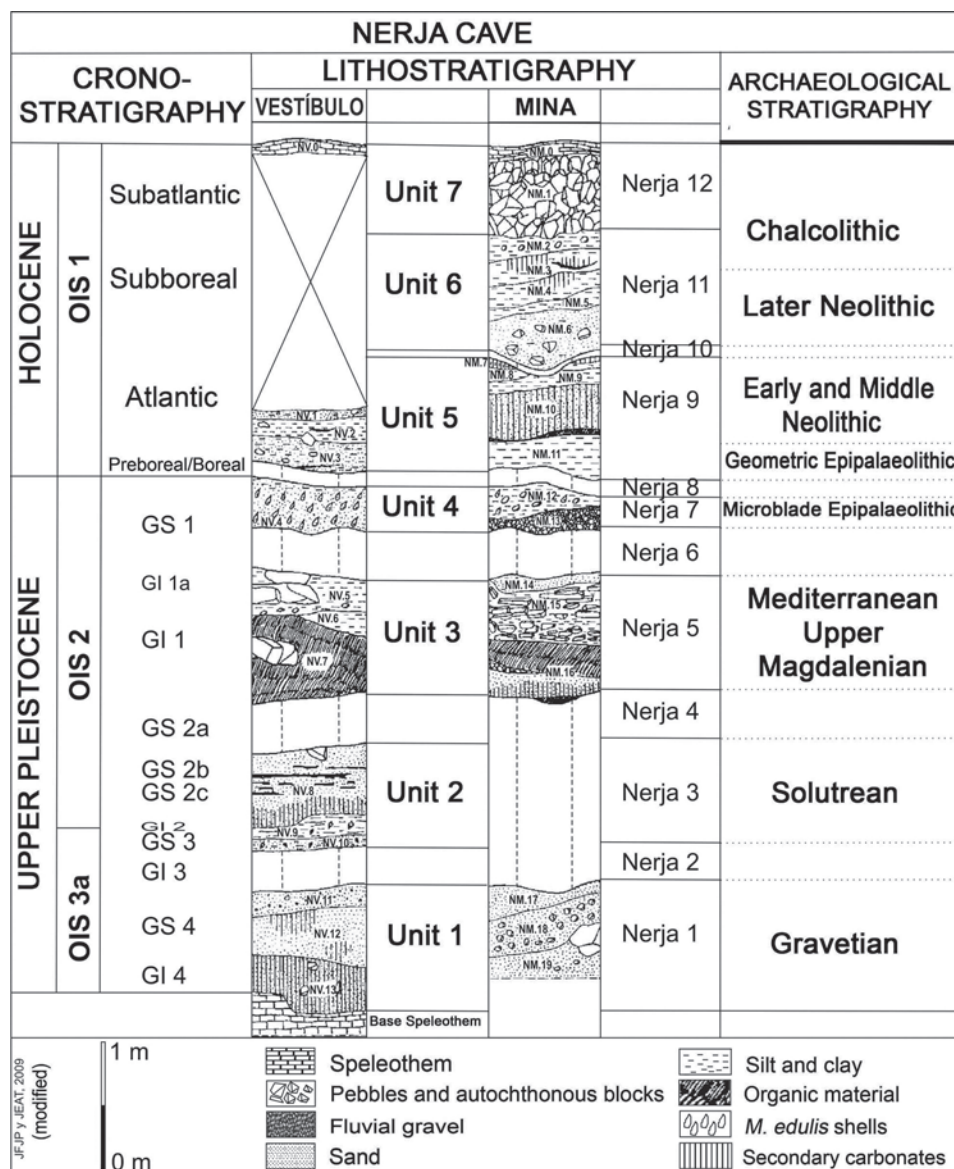 NERJA CAVE
CRONO-
STRATIGRAPHY
LITHOSTRATIGRAPHY
VESTÍBULO
MINA
ARCHAEOLOGICAL
STRATIGRAPHY
HOLOCENE
OIS 1
Subatlantic
Subboreal
Atlantic
Preboreal/Boreal
UPPPER PLEISTOCENE
OIS 2
OIS 3a
GS 1
GI 1a
GI 1
GS 2a
GS 2b
GS 2c
GI 2
GS 3
GI 3
GS 4
GI 4
NV.0
NV.1
NV.2
NV.3
NV.4
NV.5
NV.6
NV.7
NV.8
NV.9
NV.10
NV.11
NV.12
NV.13
Unit 7
Unit 6
Unit 5
Unit 4
Unit 3
Unit 2
Unit 1
Base Speleothem
NM.0
NM.1
NM.2
NM.3
NM.4
NM.5
NM.6
NM.7
NM.8
NM.9
NM.10
NM.11
NM.12
NM.13
NM.14
NM.15
NM.16
NM.17
NM.18
NM.19
Nerja 12
Nerja 11
Nerja 10
Nerja 9
Nerja 8
Nerja 7
Nerja 6
Nerja 5
Nerja 4
Nerja 3
Nerja 2
Nerja 1
Chalcolithic
Later Neolithic
Early and Middle
Neolithic
Geometric Epipalaeolithic
Microblade Epipalaeolithic
Mediterranean
Upper
Magdalenian
Solutrean
Gravetian
JFJP y JEAT, 2009
(modified)
1 m
0 m
Speleothem
Pebbles and autochthonous blocks
Fluvial gravel
Sand
Silt and clay
Organic material
M. edulis shells
Secondary carbonates